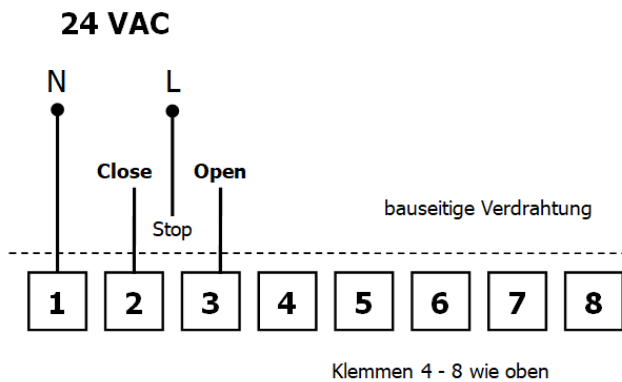 24 VAC
N L
Close Open
Stop
bauseitige Verdrahtung
1 2 3 4 5 6 7 8
Klemmen 4 - 8 wie oben